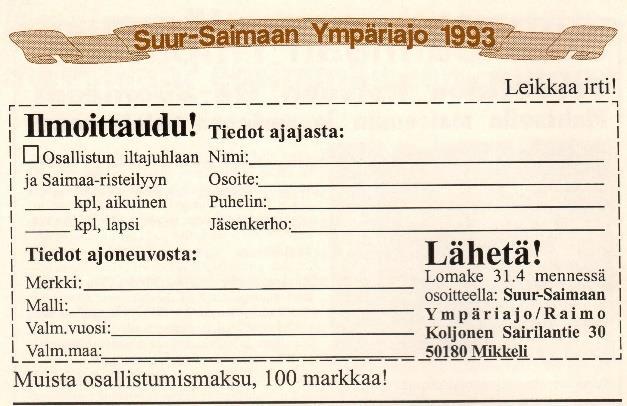 Suur-Saimaan Ympäriajo 1993
Leikkaa irti!
Ilmoittaudu!
Osallistun iltajuhlaan
ja Saimaa-risteilyyn
_____ kpl, aikuinen
_____ kpl, lapsi
Tiedot ajajasta:
Nimi:
Osoite:
Puhelin:
Jäsenkerho:
Tiedot ajoneuvosta:
Merkki:
Malli:
Valm.vuosi:
Valm.maa:
Lähetä!
Lomake 31.4 mennessä
osoitteella: Suur-Saimaan
Ympäriajo/Raimo
Koljonen Sairilantie 30
50180 Mikkeli
Muista osallistumismaksu, 100 markkaa!